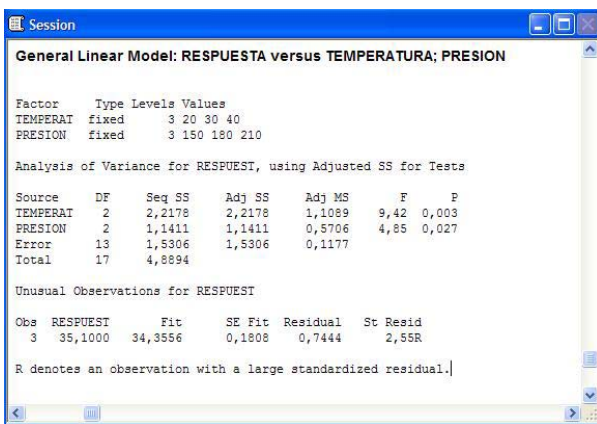 Session
General Linear Model: RESPUESTA versus TEMPERATURA; PRESION
Factor Type Levels Values
TEMPERAT fixed 3 20 30 40
PRESION fixed 3 150 180 210
Analysis of Variance for RESPUEST, using Adjusted SS for Tests
Source DF Seq SS Adj SS Adj MS F P
TEMPERAT 2 2,2178 2,2178 1,1089 9,42 0,003
PRESION 2 1,1411 1,1411 0,5706 4,85 0,027
Error 13 1,5306 1,5306 0,1177
Total 17 4,8894
Unusual Observations for RESPUEST
Obs RESPUEST Fit SE Fit Residual St Resid
3 35,1000 34,3556 0,1808 0,7444 2,55R
R denotes an observation with a large standardized residual.